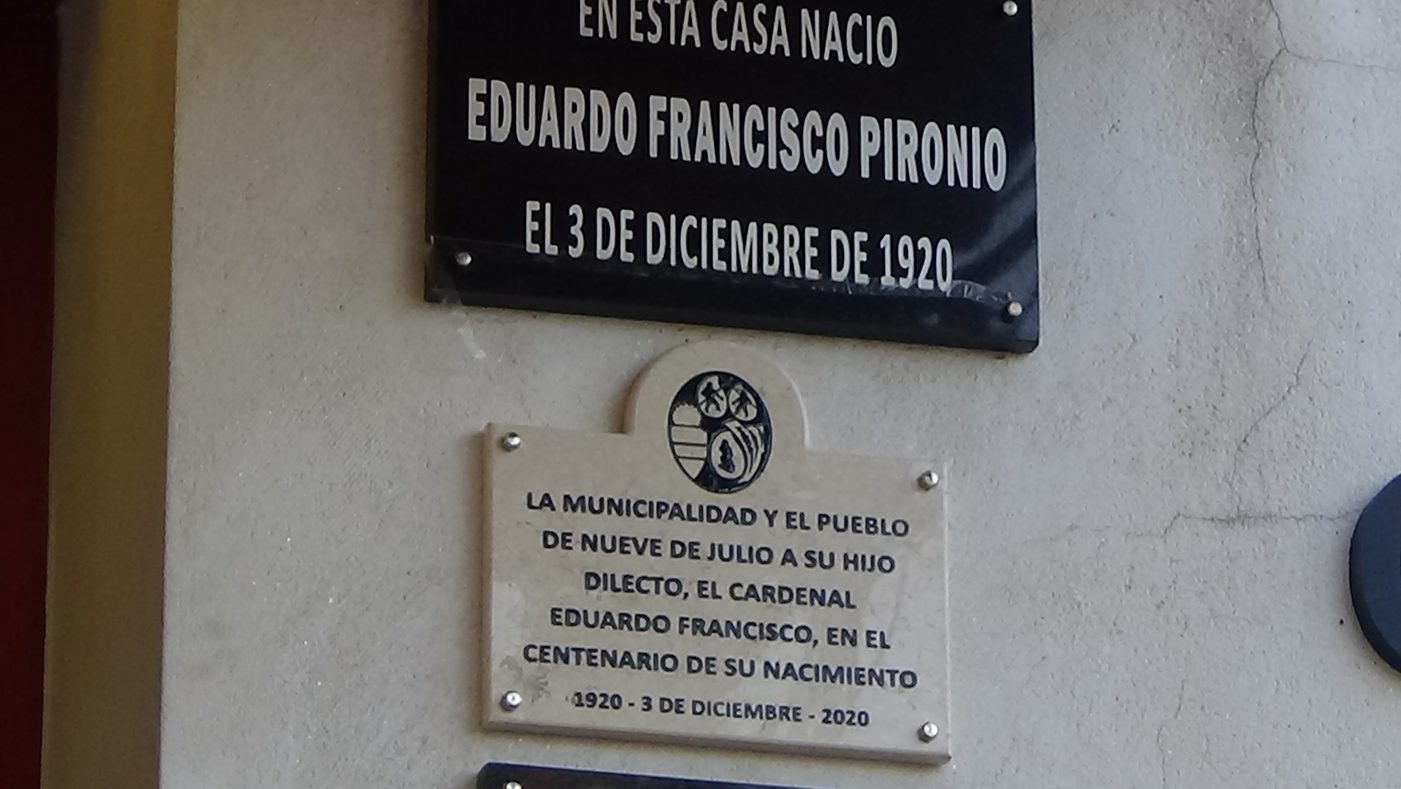 EN ESTA CASA NACIO
EDUARDO FRANCISCO PIRONIO
EL 3 DE DICIEMBRE DE 1920
LA MUNICIPALIDAD Y EL PUEBLO
DE NUEVE DE JULIO A SU HIJO
DILECTO, EL CARDENAL
EDUARDO FRANCISCO, EN EL
CENTENARIO DE SU NACIMIENTO
1920 - 3 DE DICIEMBRE - 2020